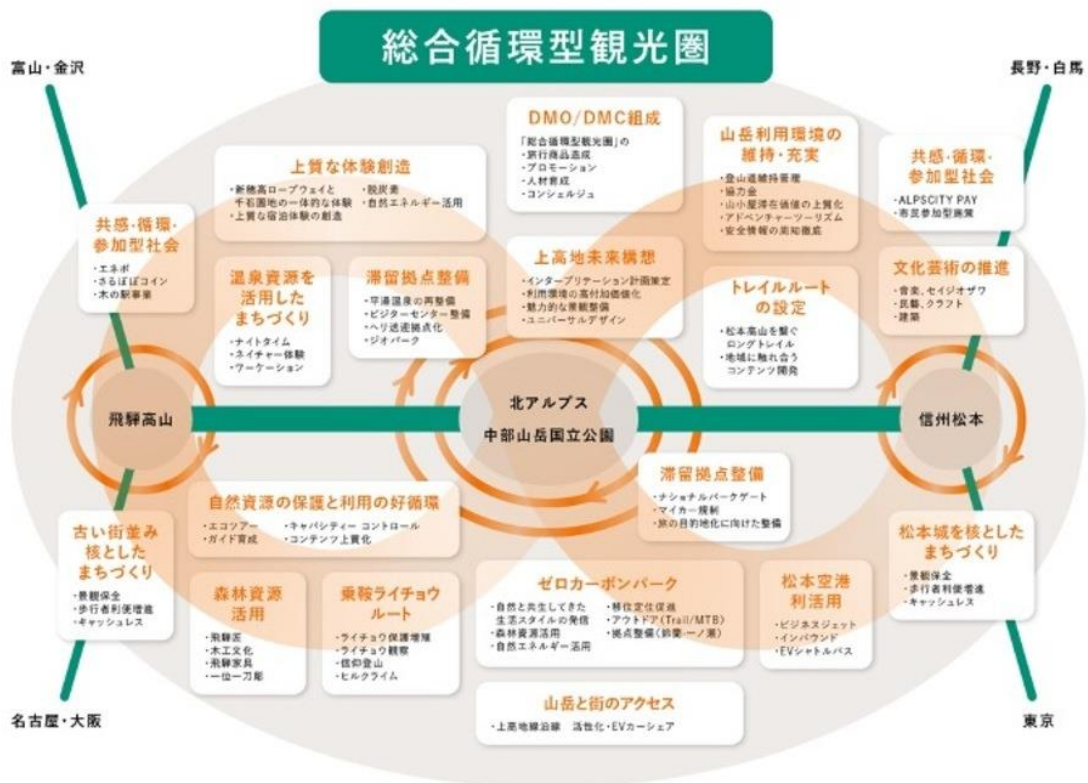 総合循環型観光圏
富山・金沢
長野・白馬
DMO/DMC組成
「総合循環型観光圏」の
・旅行商品造成
・プロモーション
・人材育成
・コンシェルジュ
山岳利用環境の
維持・充実
・登山道維持管理
・協力金
・山小屋滞在価値の上質化
・アドベンチャーツーリズム
・安全情報の周知徹底
共感・循環・
参加型社会
・ALPSCITY PAY
・市民参加型施策
上質な体験創造
・新穂高ロープウェイと
千石園地の一体的な体験
・上質な宿泊体験の創造
・脱炭素
・自然エネルギー活用
共感・循環・
参加型社会
・エネポ
・さるぼぼコイン
・木の駅事業
温泉資源を
活用した
まちづくり
・ナイトタイム
・ネイチャー体験
・ワーケーション
滞留拠点整備
・平湯温泉の再整備
・ビジターセンター整備
・ヘリ送迎拠点化
・ジオパーク
上高地未来構想
・インタープリテーション計画策定
・利用環境の高付加価値化
・魅力的な景観整備
・ユニバーサルデザイン
トレイルルート
の設定
・松本高山を繋ぐ
ロングトレイル
・地域に触れ合う
コンテンツ開発
文化芸術の推進
・音楽、セイジオザワ
・民藝、クラフト
・建築
飛騨高山
北アルプス
中部山岳国立公園
信州松本
自然資源の保護と利用の好循環
・エコツアー
・ガイド育成
・キャパシティー コントロール
・コンテンツ上質化
滞留拠点整備
・ナショナルパークゲート
・マイカー規制
・旅の目的地化に向けた整備
古い街並み
核とした
まちづくり
・景観保全
・歩行者利便増進
・キャッシュレス
森林資源
活用
・飛騨匠
・木工文化
・飛騨家具
・一位一刀彫
乗鞍ライチョウ
ルート
・ライチョウ保護増殖
・ライチョウ観察
・信仰登山
・ヒルクライム
ゼロカーボンパーク
・自然と共生してきた
生活スタイルの発信
・森林資源活用
・自然エネルギー活用
・移住定住促進
・アウトドア(Trail/MTB)
・拠点整備(鈴蘭・一ノ瀬)
松本空港
利活用
・ビジネスジェット
・インバウンド
・EVシャトルバス
松本城を核とした
まちづくり
・景観保全
・歩行者利便増進
・キャッシュレス
山岳と街のアクセス
・上高地線沿線 活性化・EVカーシェア
名古屋・大阪
東京